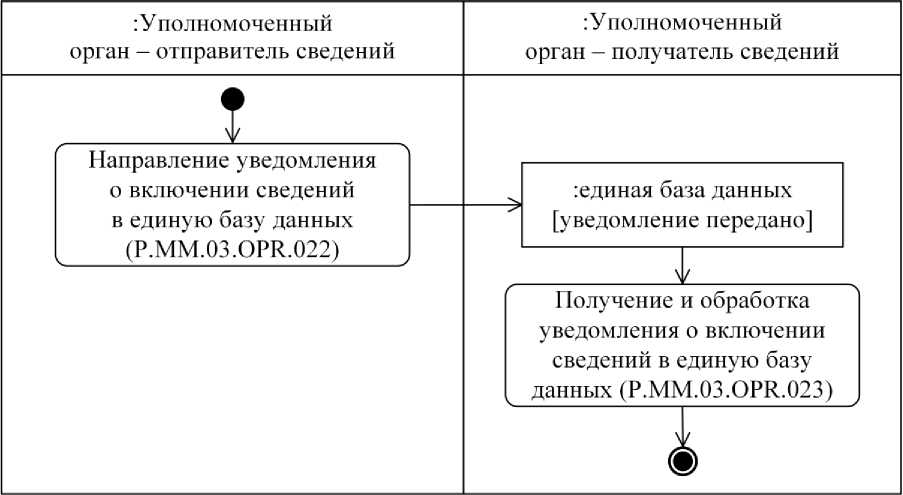 :Уполномоченный
орган – отправитель сведений
:Уполномоченный
орган – получатель сведений
Направление уведомления
о включении сведений
в единую базу данных
(P.MM.03.OPR.022)
:единая база данных
[уведомление передано]
Получение и обработка
уведомления о включении
сведений в единую базу
данных (P.MM.03.OPR.023)